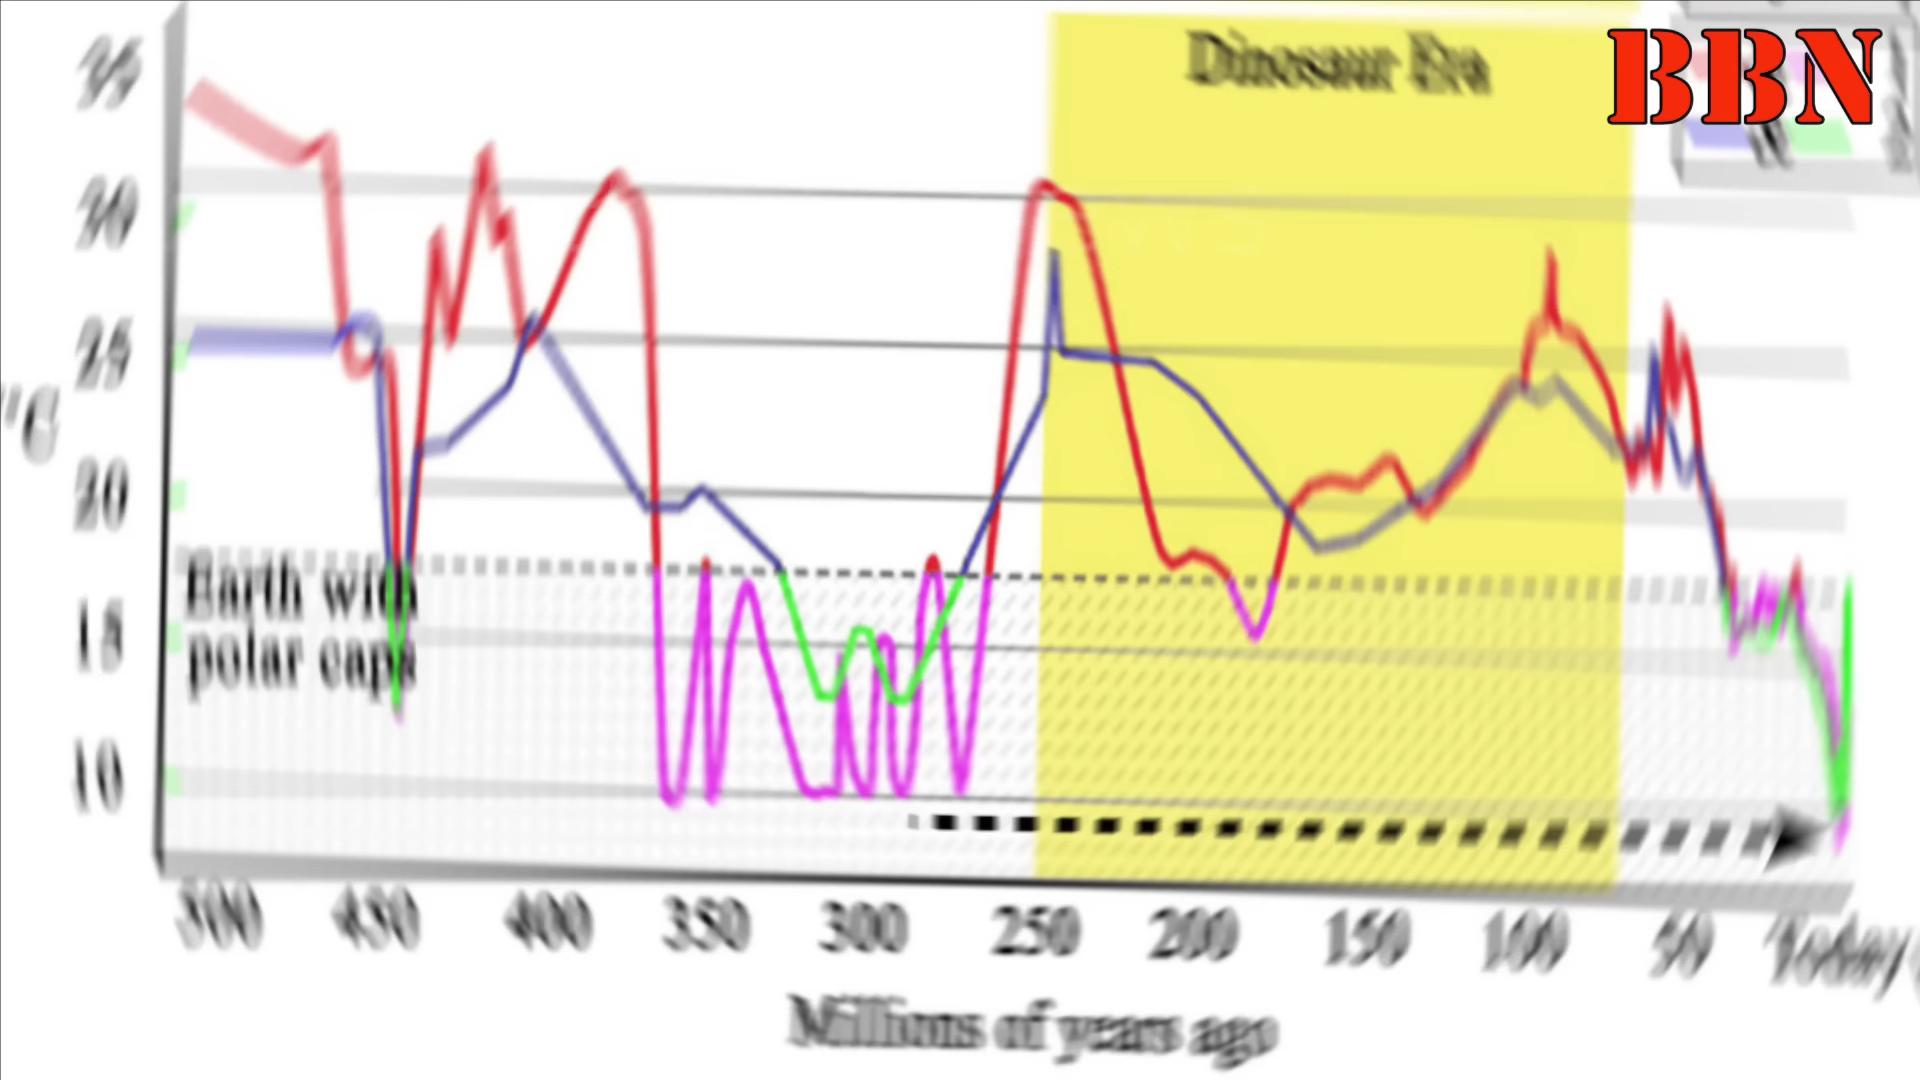 BBN
Dinosaur Era
35
30
25
°C
20
Earth with
polar caps
15
10
500 450 400 350 300 250 200 150 100 50 Today
Millions of years ago